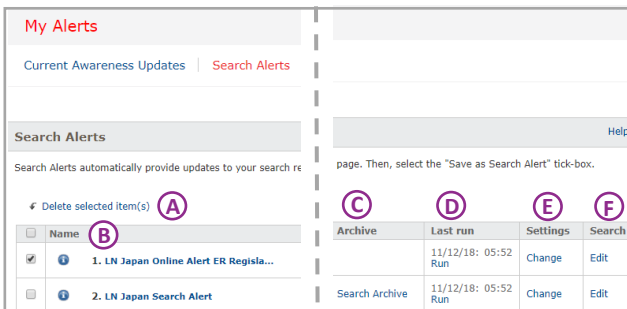 My Alerts
Current Awareness Updates | Search Alerts
Search Alerts
Help
Search Alerts automatically provide updates to your search re
page. Then, select the "Save as Search Alert" tick-box.
Delete selected item(s) A
C D E F
Name B
Archive Last run Settings Search
1. LN Japan Online Alert ER Regisla...
11/12/18: 05:52
Run Change Edit
2. LN Japan Search Alert
Search Archive 11/12/18: 05:52
Run Change Edit